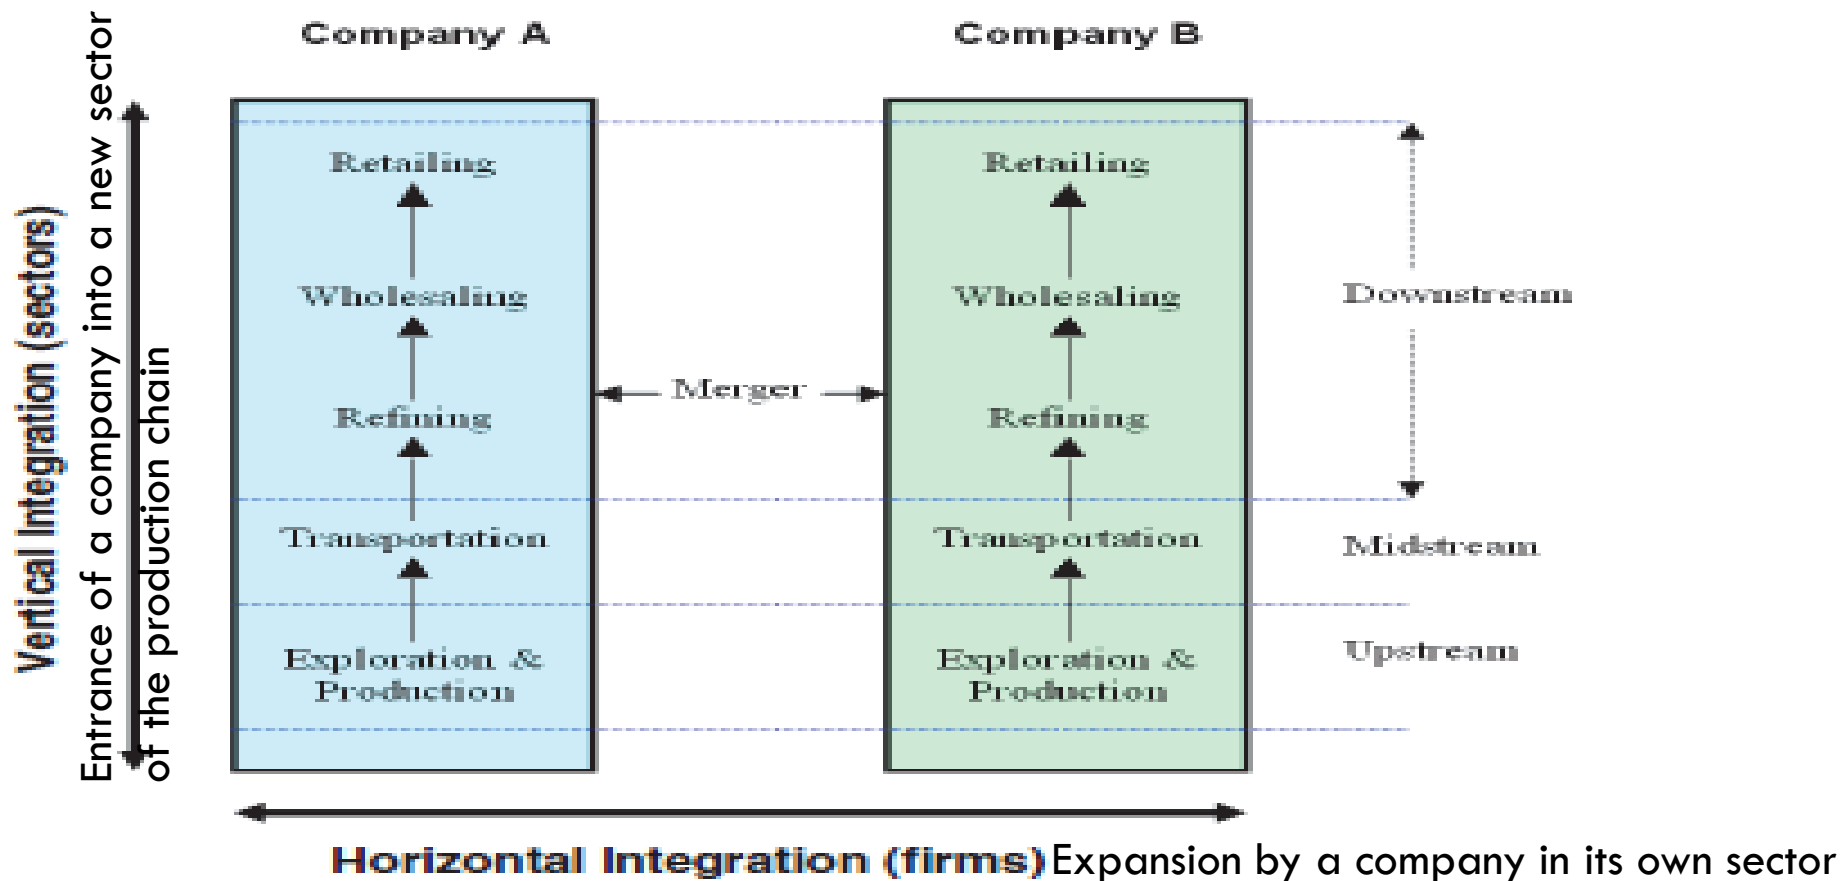 Company A
Company B
Vertical Integration (sectors)
Entrance of a company into a new sector
of the production chain
Retailing
Wholesaling
Refining
Transportation
Exploration &
Production
Merger
Retailing
Wholesaling
Refining
Transportation
Exploration &
Production
Downstream
Midstream
Upstream
Horizontal Integration (firms) Expansion by a company in its own sector